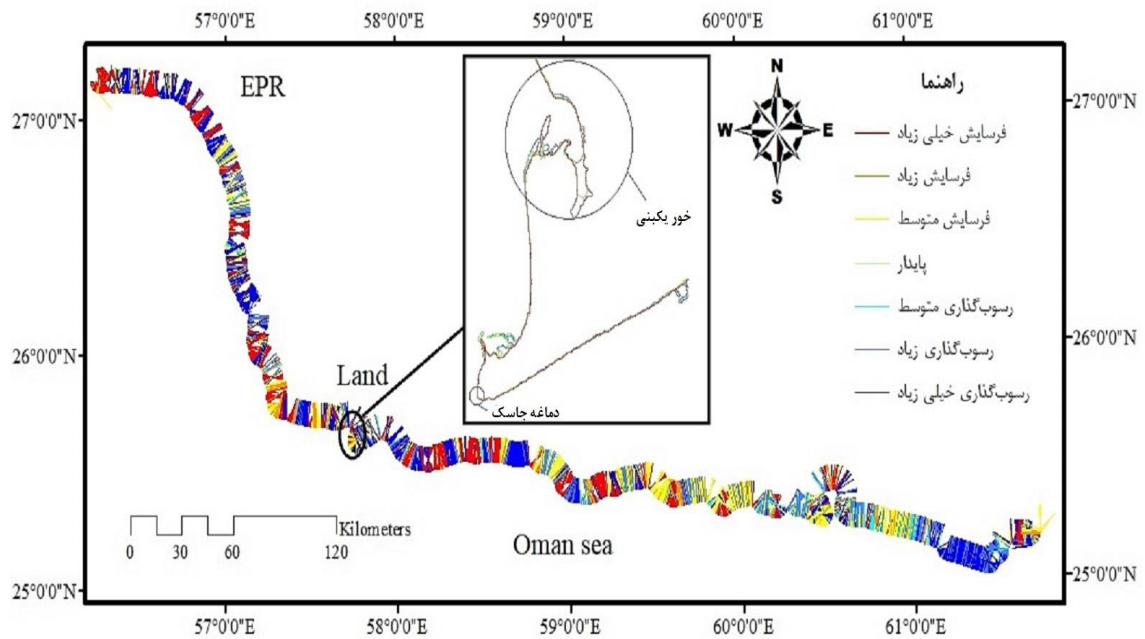 57°0'0"E 58°0'0"E 59°0'0"E 60°0'0"E 61°0'0"E
EPR
N
W E
S
راهنما
فرسایش خیلی زیاد
فرسایش زیاد
فرسایش متوسط
پایدار
رسوب‌گذاری متوسط
رسوب‌گذاری زیاد
رسوب‌گذاری خیلی زیاد
خور یکبنی
دماغه جاسک
27°0'0"N 27°0'0"N
26°0'0"N 26°0'0"N
25°0'0"N 25°0'0"N
Land
Oman sea
Kilometers
0 30 60 120
57°0'0"E 58°0'0"E 59°0'0"E 60°0'0"E 61°0'0"E